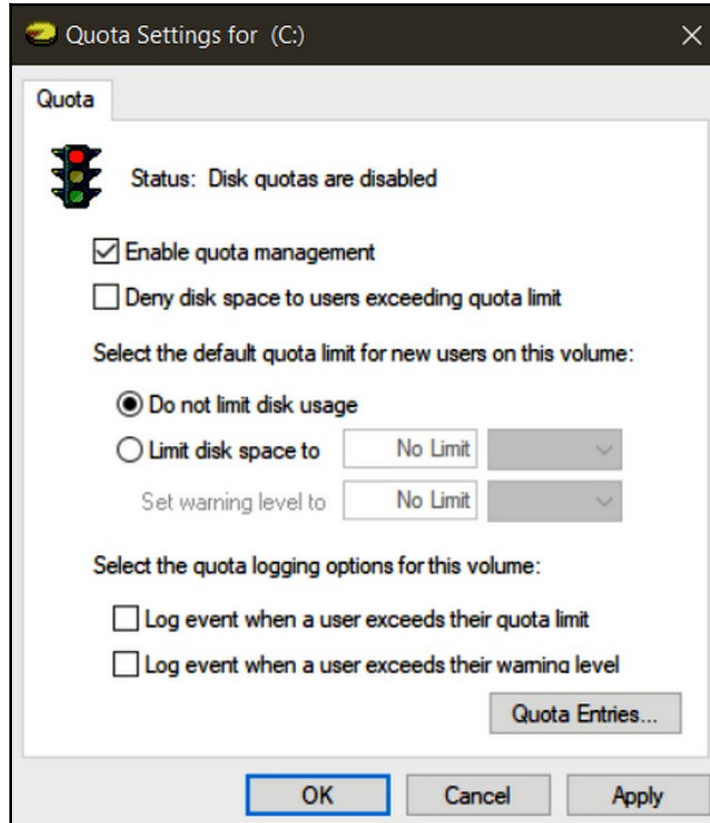 Quota Settings for (C:)
Quota
Status: Disk quotas are disabled
Enable quota management
Deny disk space to users exceeding quota limit
Select the default quota limit for new users on this volume:
Do not limit disk usage
Limit disk space to No Limit
Set warning level to No Limit
Select the quota logging options for this volume:
Log event when a user exceeds their quota limit
Log event when a user exceeds their warning level
Quota Entries...
OK Cancel Apply